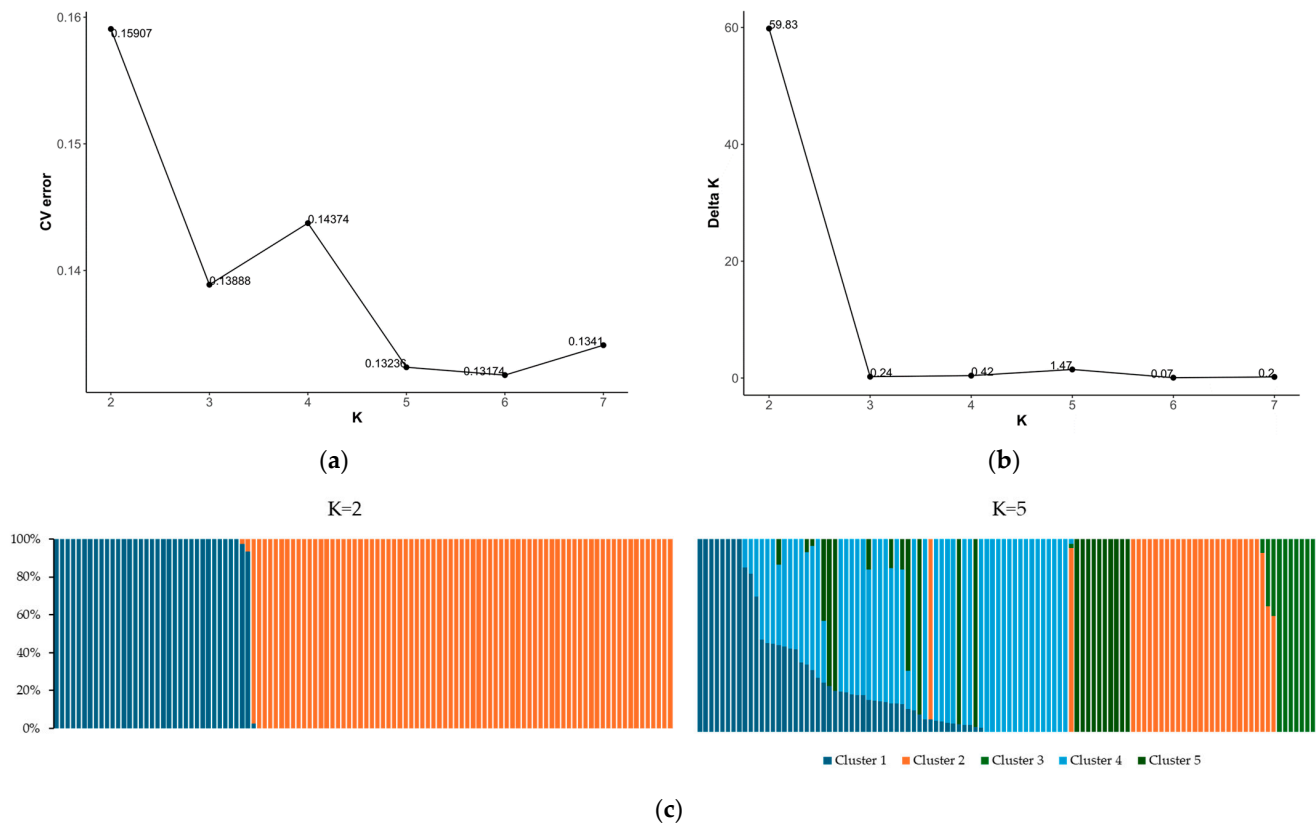 0.16
0.15
0.14
CV error
0.15907
0.13888
0.14374
0.13236
0.13174
0.1341
2 3 4 5 6 7
K
(a)
60
40
20
0
Delta K
59.83
0.24
0.42
1.47
0.07
0.2
2 3 4 5 6 7
K
(b)
K=2
K=5
100%
80%
60%
40%
20%
0%
Cluster 1 Cluster 2 Cluster 3 Cluster 4 Cluster 5
(c)